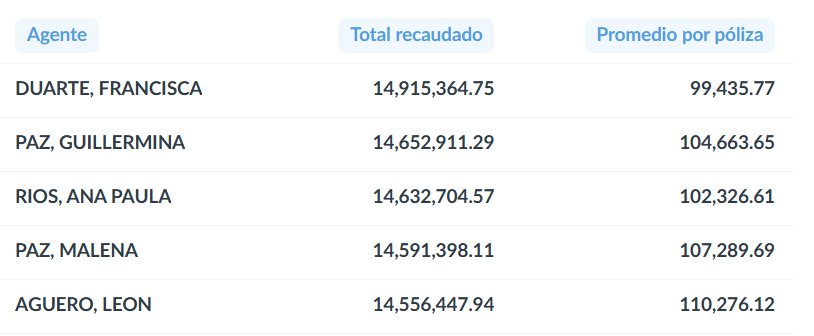 Agente Total recaudado Promedio por póliza
DUARTE, FRANCISCA 14,915,364.75 99,435.77
PAZ, GUILLERMINA 14,652,911.29 104,663.65
RIOS, ANA PAULA 14,632,704.57 102,326.61
PAZ, MALENA 14,591,398.11 107,289.69
AGUERO, LEON 14,556,447.94 110,276.12